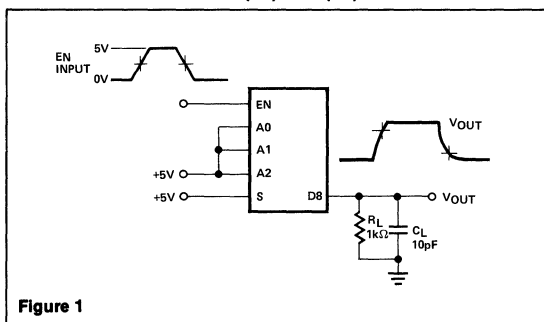 5V
EN
INPUT
0V
EN
A0
A1
+5V A2
+5V S D8
VOUT
VOUT
RL
1kΩ
CL
10pF
Figure 1